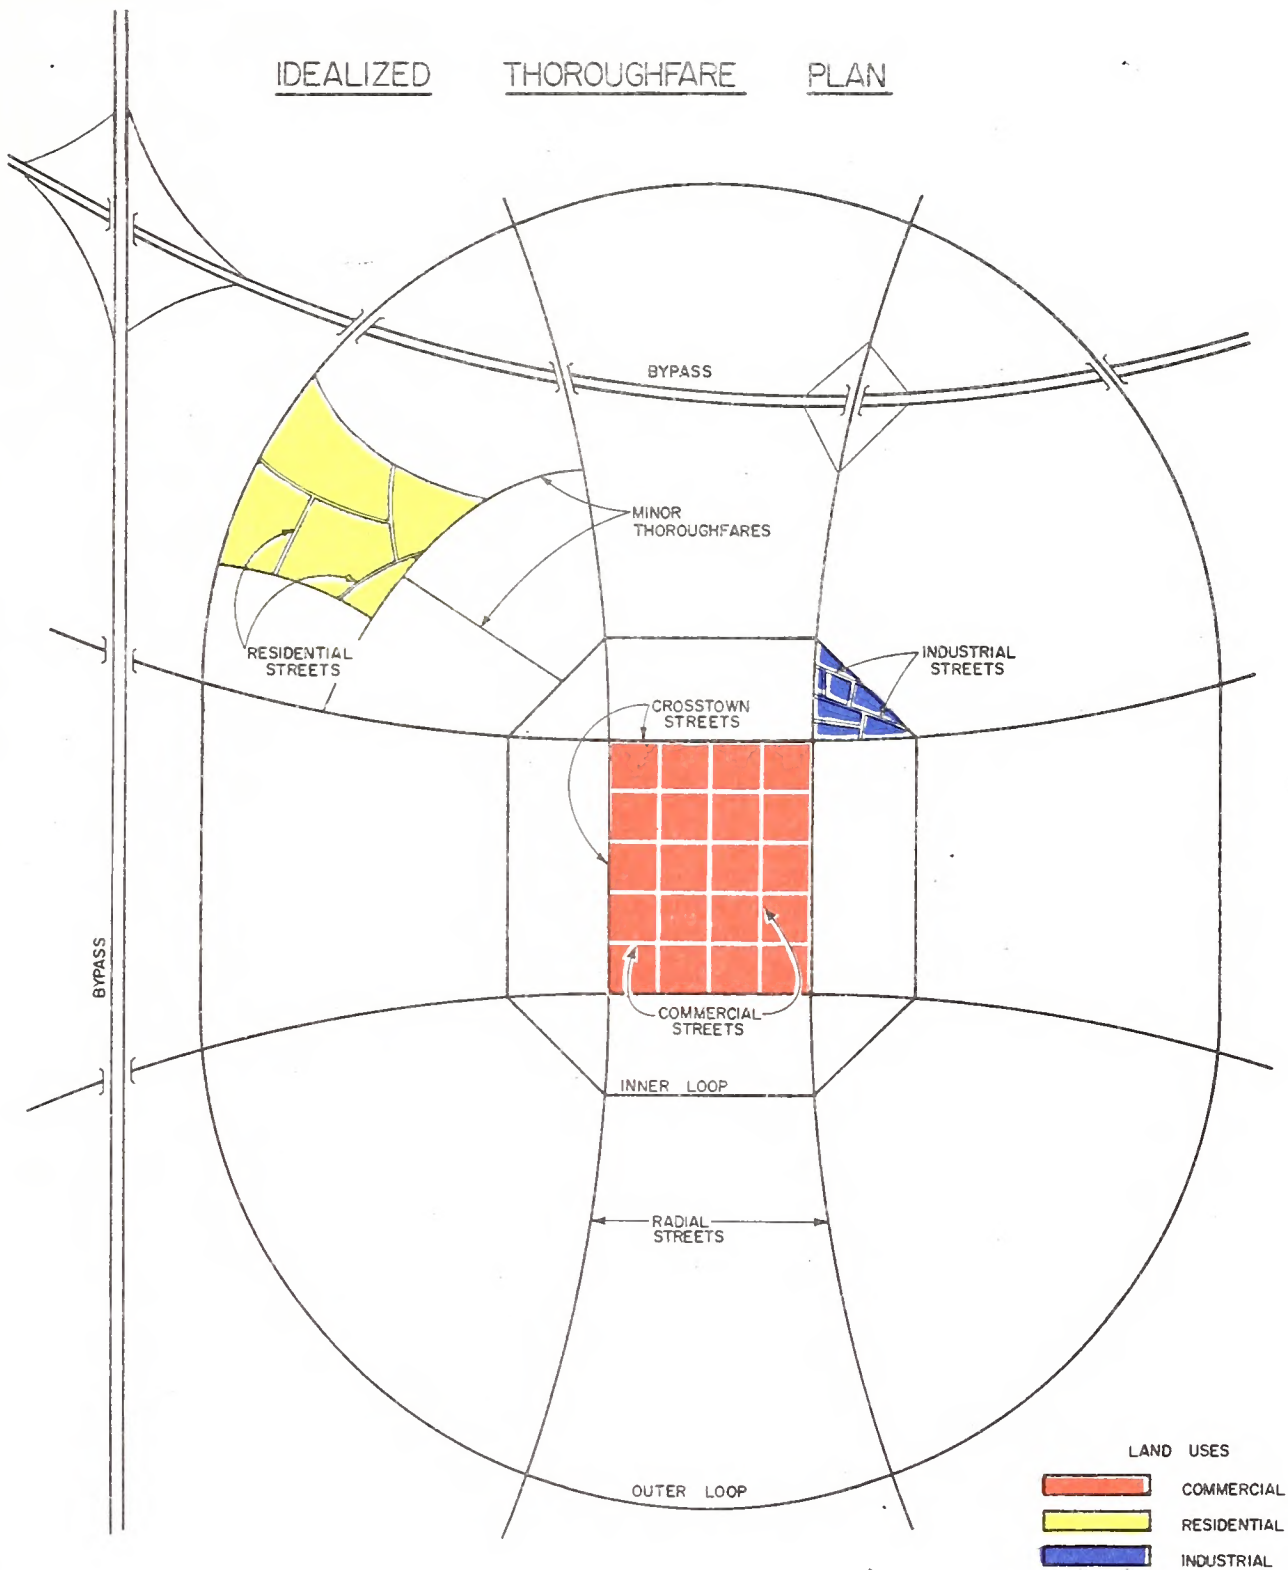 IDEALIZED THOROUGHFARE PLAN
BYPASS
MINOR
THOROUGHFARES
RESIDENTIAL
STREETS
INDUSTRIAL
STREETS
CROSSTOWN
STREETS
BYPASS
COMMERCIAL
STREETS
INNER LOOP
RADIAL
STREETS
OUTER LOOP
LAND USES
COMMERCIAL
RESIDENTIAL
INDUSTRIAL